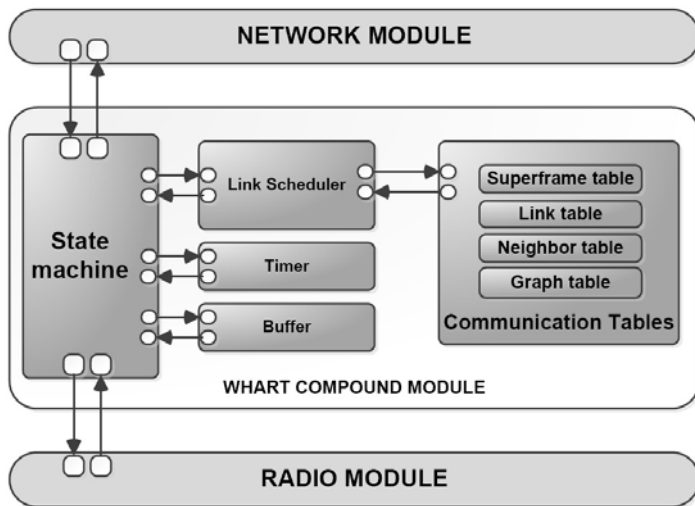 NETWORK MODULE
State
machine
Link Scheduler
Timer
Buffer
Superframe table
Link table
Neighbor table
Graph table
Communication Tables
WHART COMPOUND MODULE
RADIO MODULE